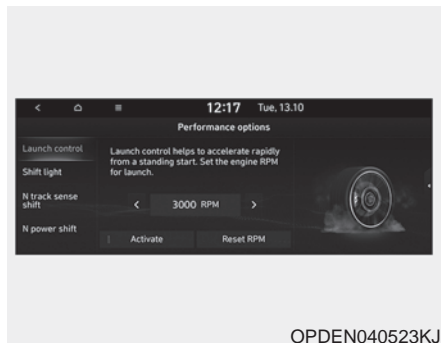 12:17 Tue, 13.10
Performance options
Launch control
Shift light
N track sense
shift
N power shift
Launch control helps to accelerate rapidly
from a standing start. Set the engine RPM
for launch.
3000 RPM
Activate Reset RPM
OPDEN040523KJ